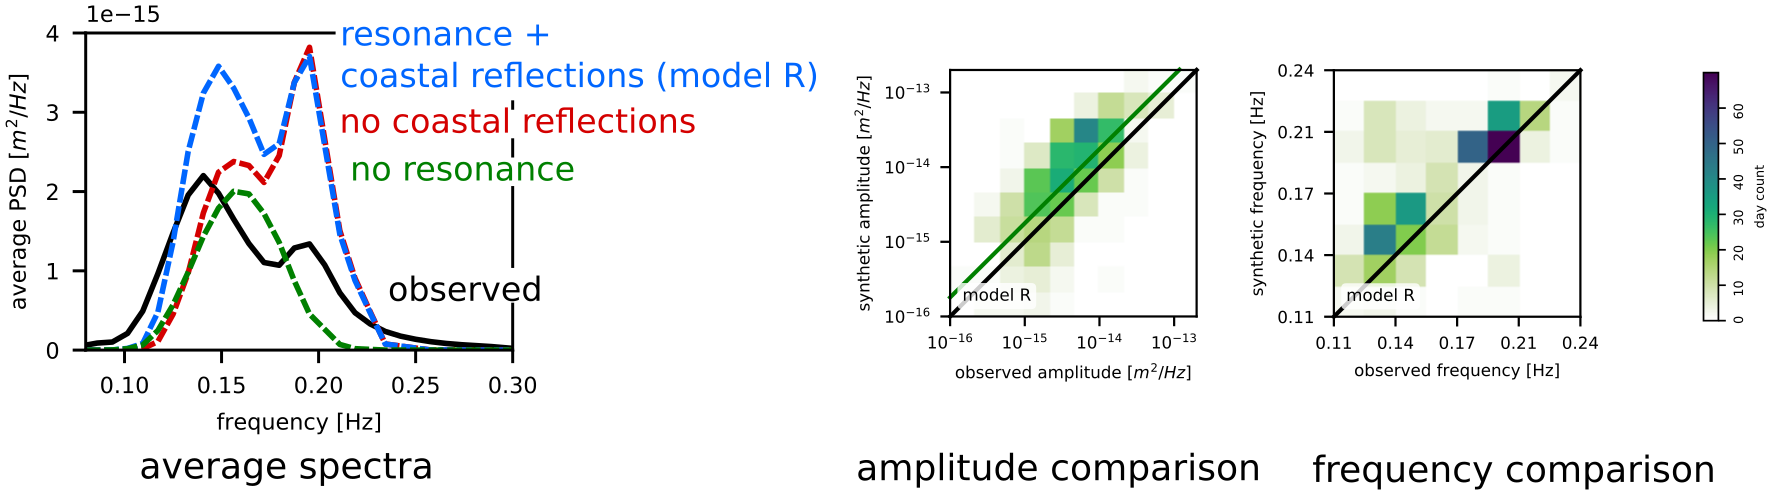 1e−15
4
3
2
1
0
average PSD [m²/Hz]
0.10 0.15 0.20 0.25 0.30
frequency [Hz]
resonance +
coastal reflections (model R)
no coastal reflections
no resonance
observed
average spectra
10⁻¹³
10⁻¹⁴
10⁻¹⁵
10⁻¹⁶
synthetic amplitude [m²/Hz]
model R
10⁻¹⁶ 10⁻¹⁵ 10⁻¹⁴ 10⁻¹³
observed amplitude [m²/Hz]
amplitude comparison
0.24
0.21
0.17
0.14
0.11
synthetic frequency [Hz]
model R
0.11 0.14 0.17 0.21 0.24
observed frequency [Hz]
frequency comparison
60
50
40
30
20
10
0
day count